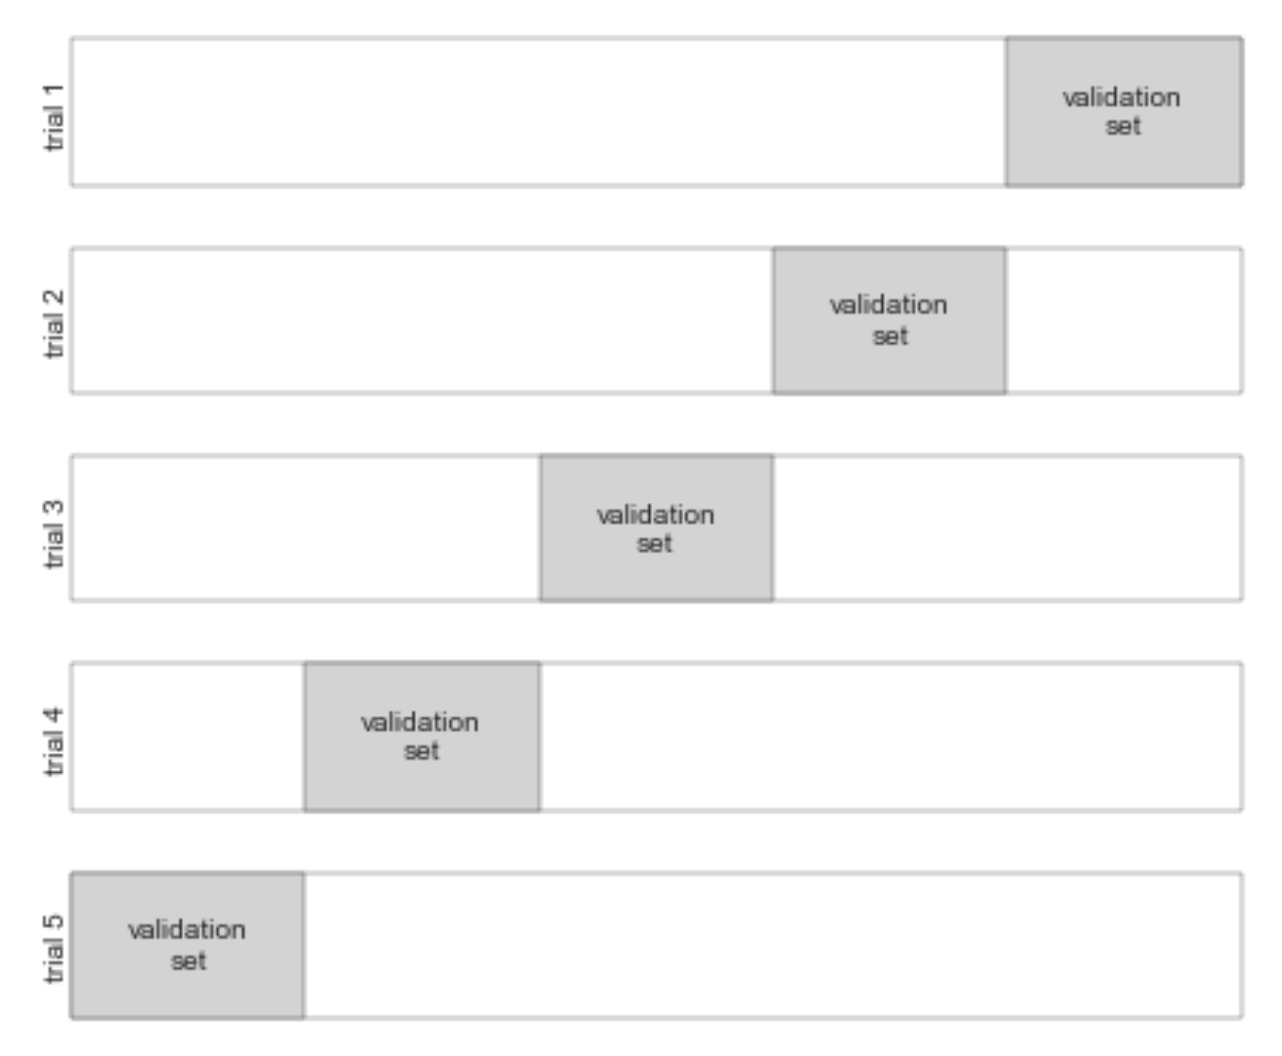 trial 1
validation
set
trial 2
validation
set
trial 3
validation
set
trial 4
validation
set
trial 5
validation
set